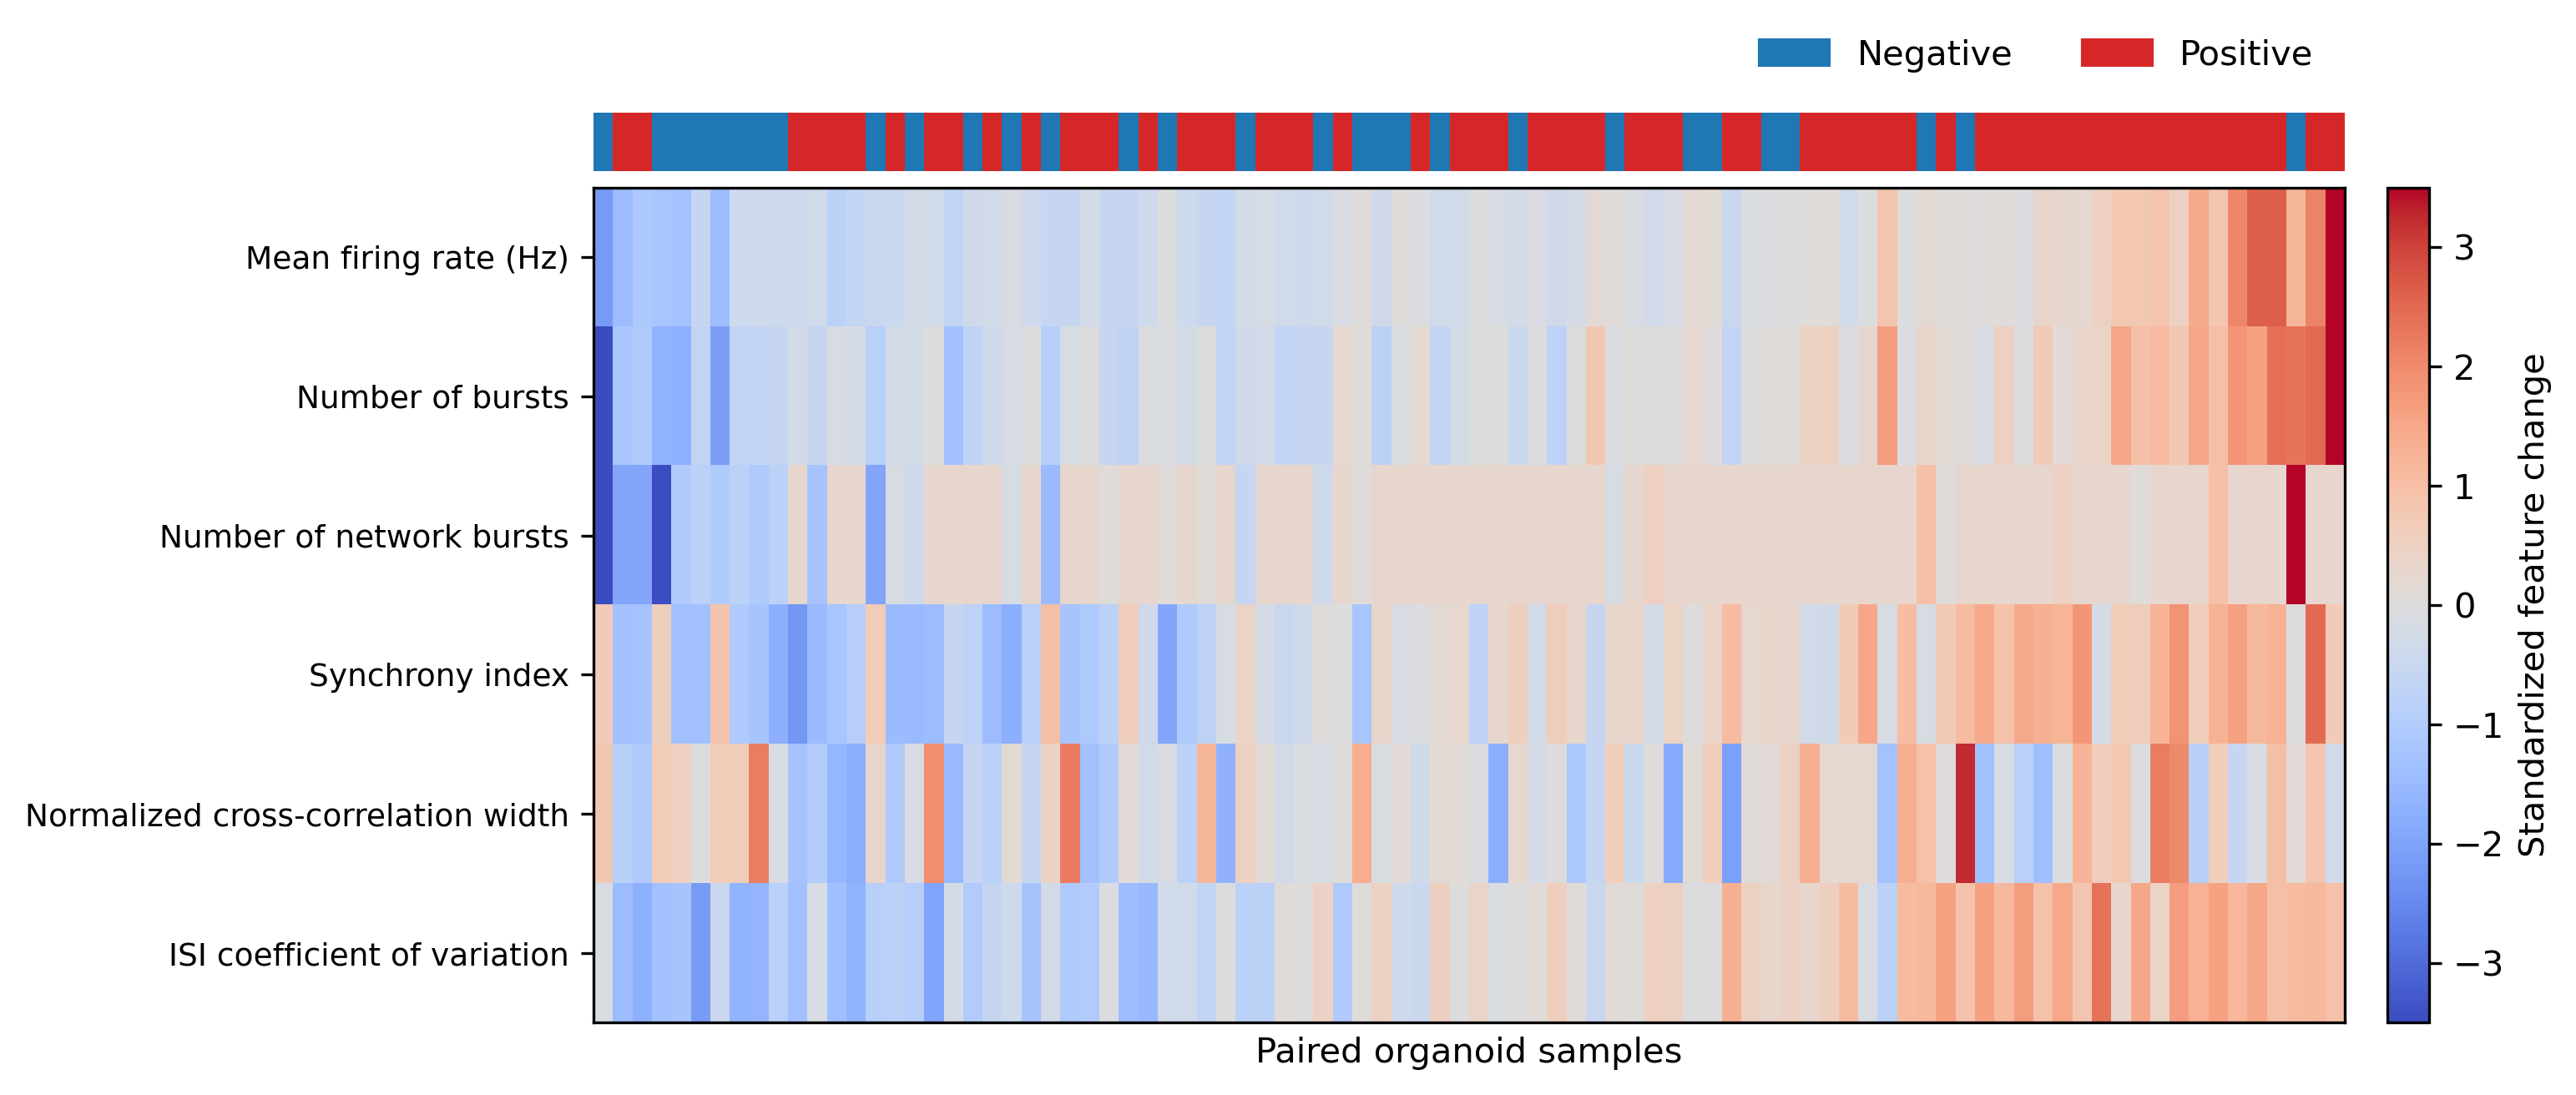 Negative
Positive
Mean firing rate (Hz)
Number of bursts
Number of network bursts
Synchrony index
Normalized cross-correlation width
ISI coefficient of variation
Paired organoid samples
3
2
1
0
−1
−2
−3
Standardized feature change